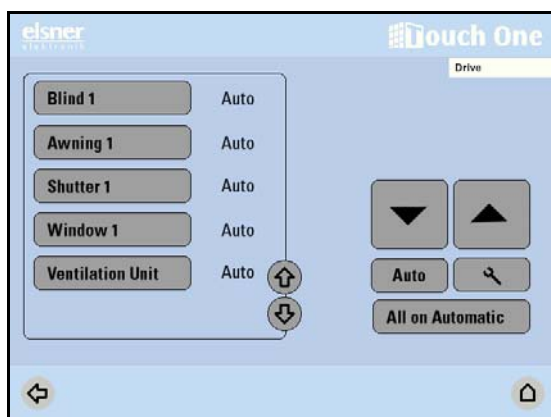 elsner
elektronik
Touch One
Drive
Blind 1 Auto
Awning 1 Auto
Shutter 1 Auto
Window 1 Auto
Ventilation Unit Auto
Auto
All on Automatic